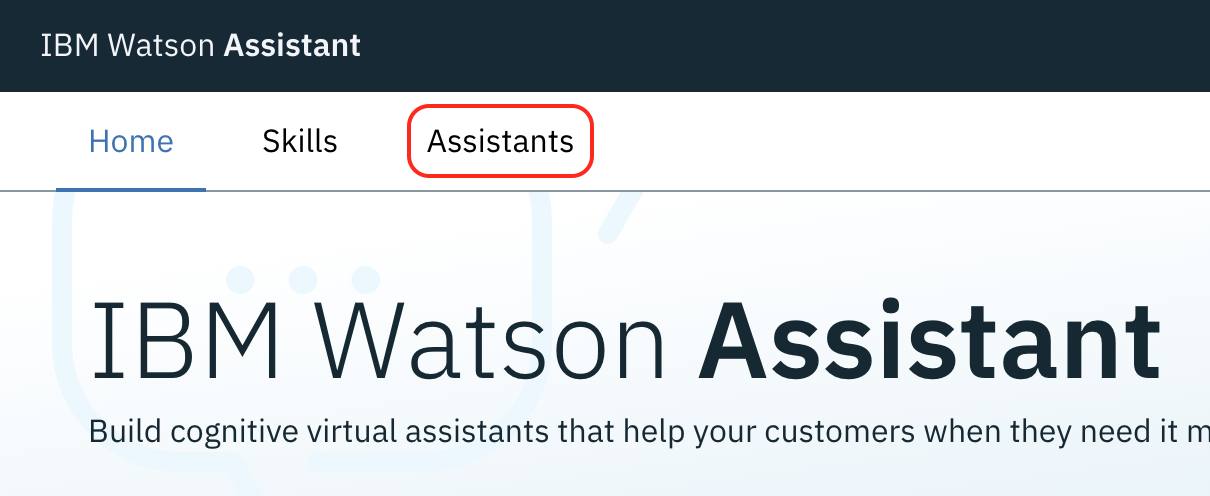 IBM Watson Assistant
Home Skills Assistants
IBM Watson Assistant
Build cognitive virtual assistants that help your customers when they need it